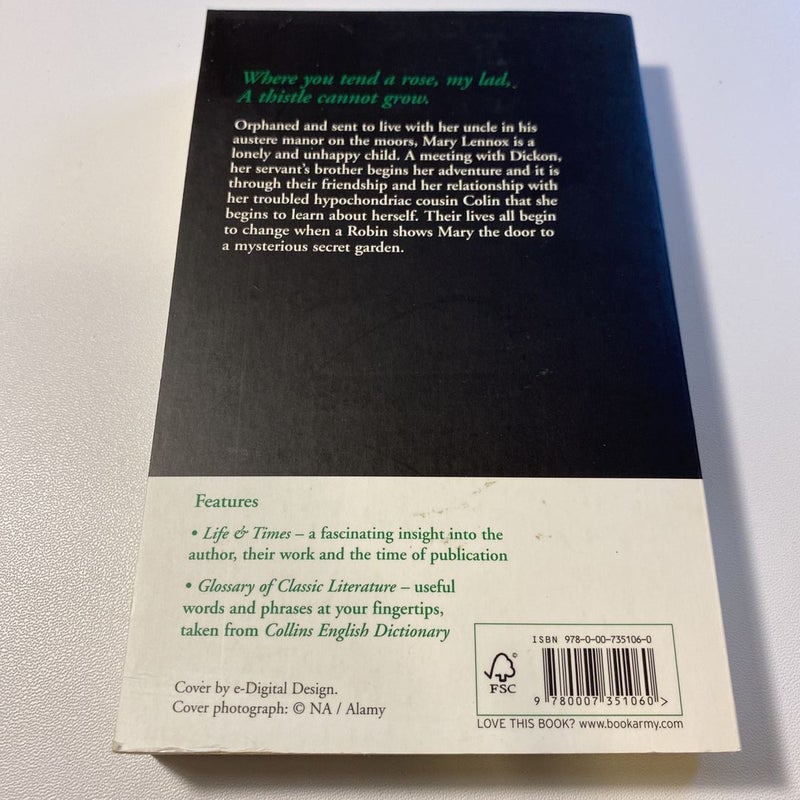 Where you tend a rose, my lad,
A thistle cannot grow.
Orphaned and sent to live with her uncle in his
austere manor on the moors, Mary Lennox is a
lonely and unhappy child. A meeting with Dickon,
her servant's brother begins her adventure and it is
through their friendship and her relationship with
her troubled hypochondriac cousin Colin that she
begins to learn about herself. Their lives all begin
to change when a Robin shows Mary the door to
a mysterious secret garden.
Features
• Life & Times – a fascinating insight into the
author, their work and the time of publication
• Glossary of Classic Literature – useful
words and phrases at your fingertips,
taken from Collins English Dictionary
Cover by e-Digital Design.
Cover photograph: © NA / Alamy
FSC
ISBN 978-0-00-735106-0
9 780007 351060 >
LOVE THIS BOOK? www.bookarmy.com